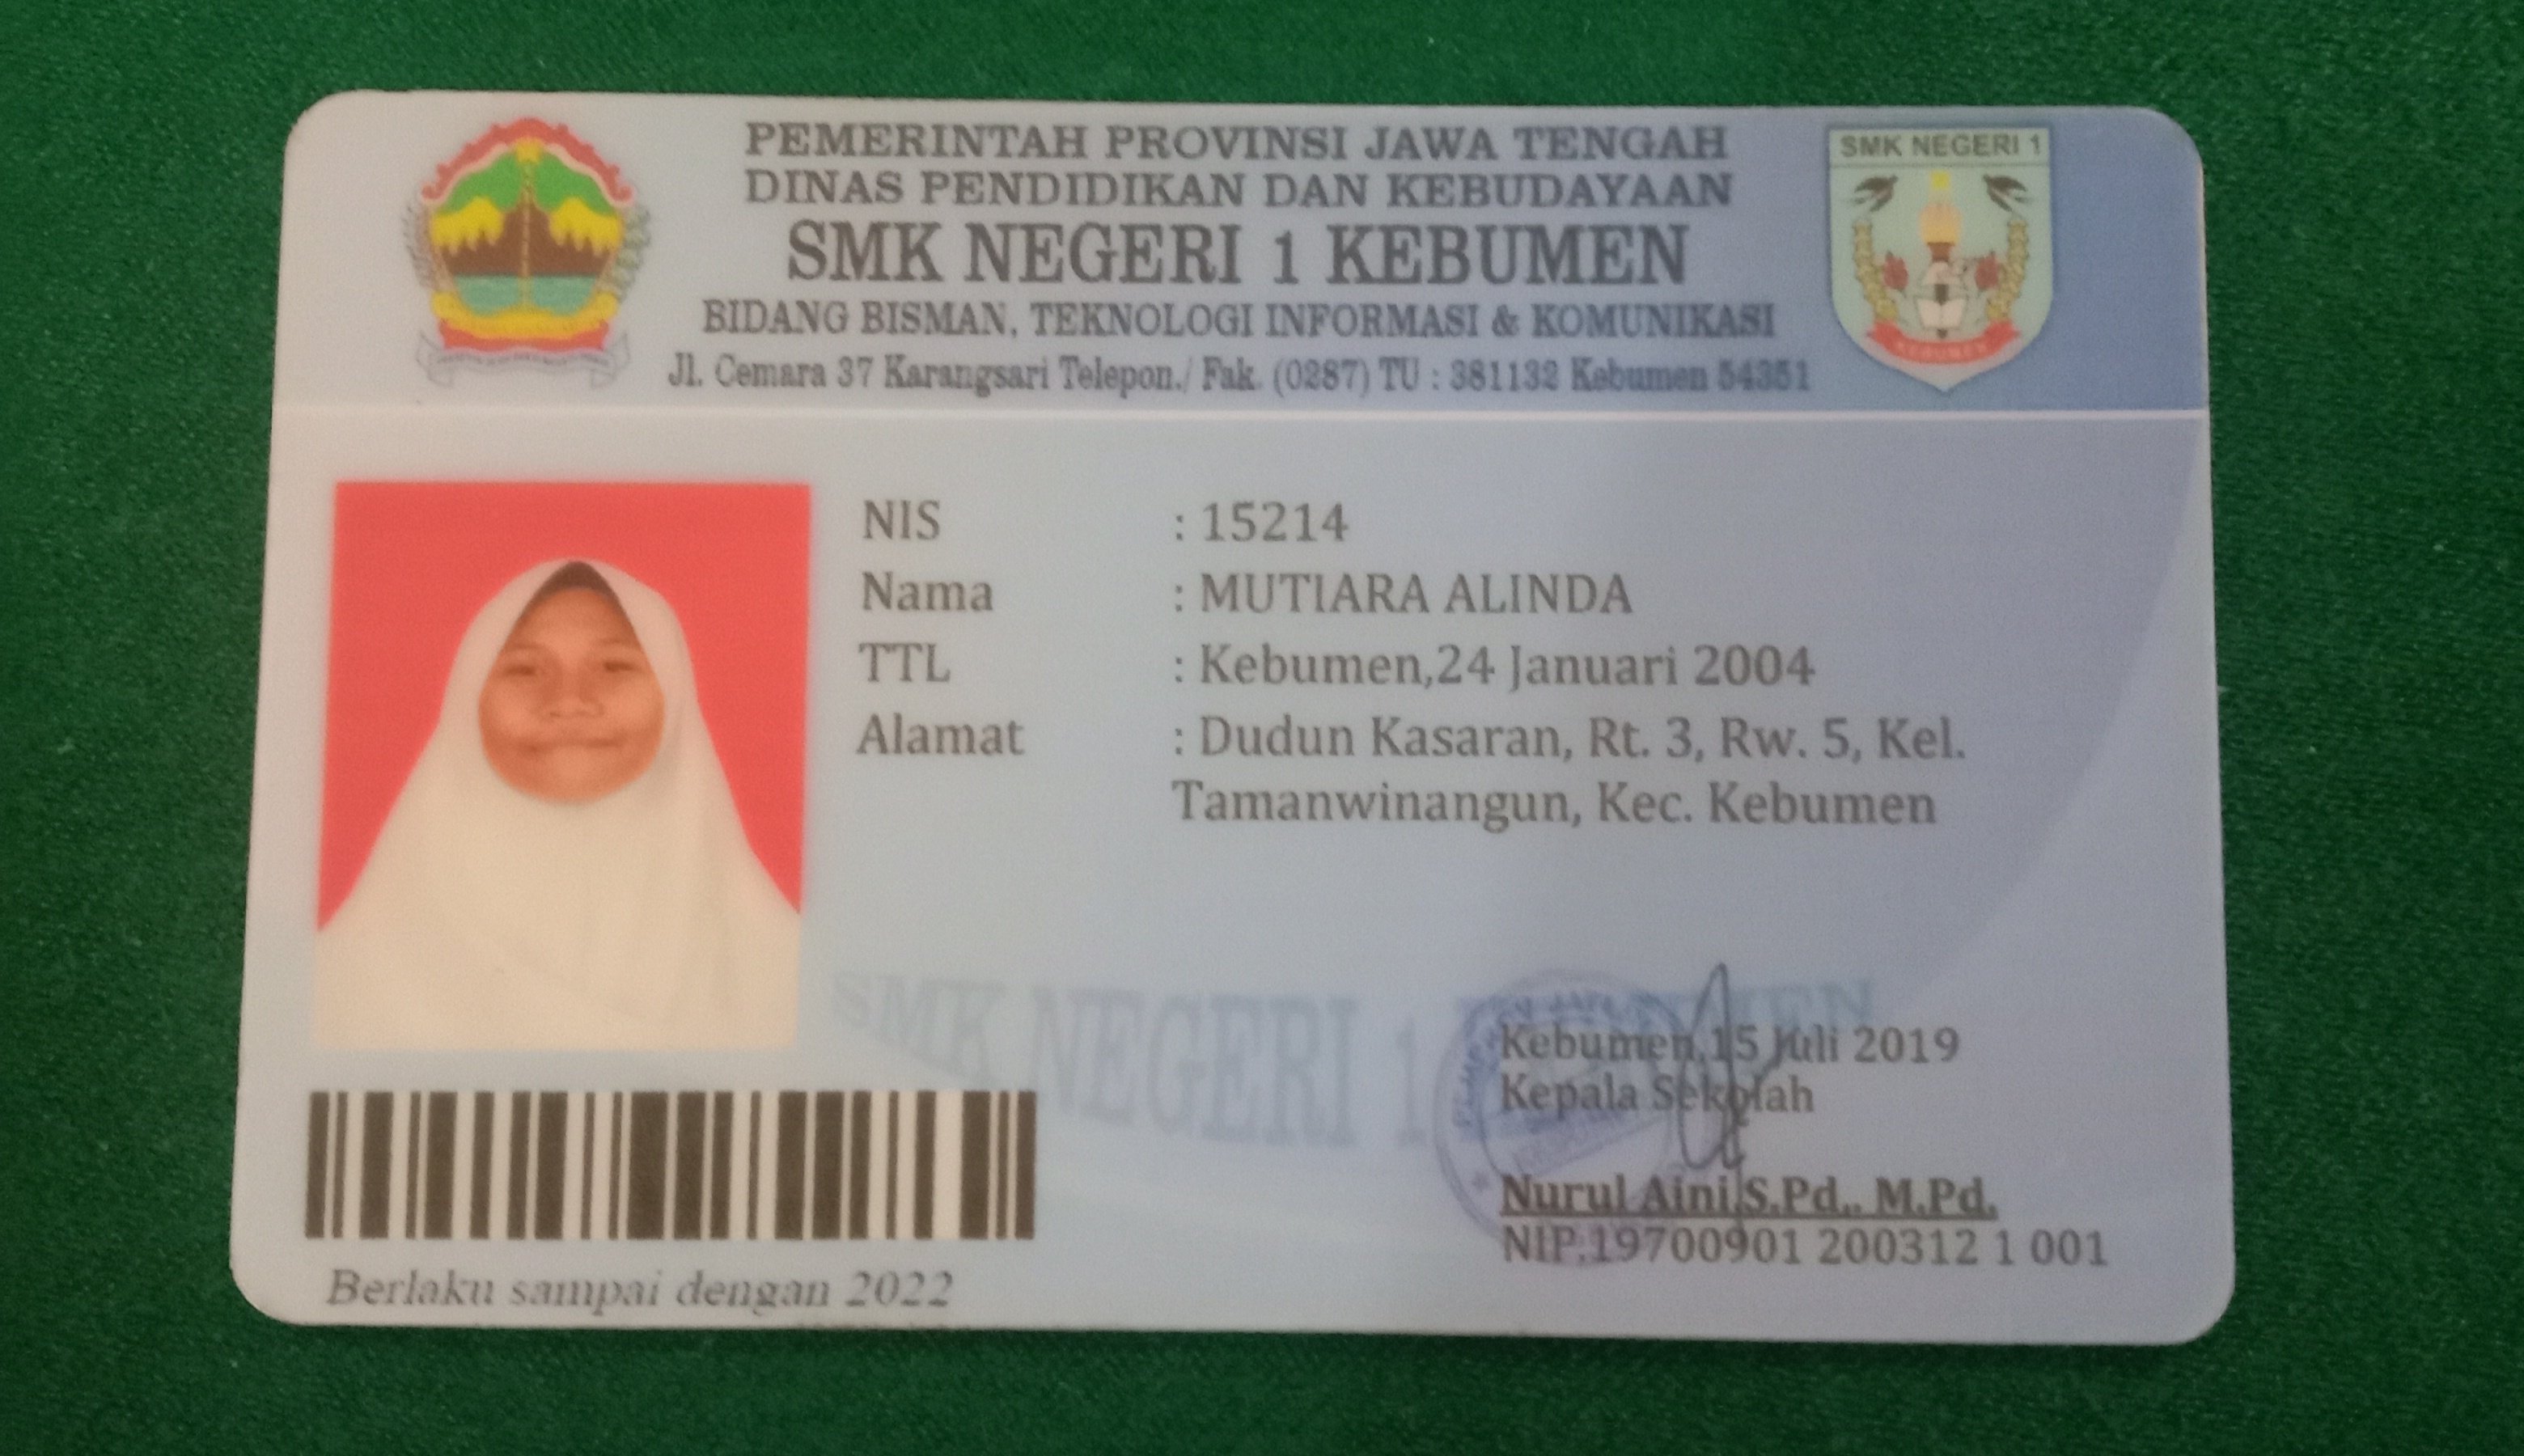 PEMERINTAH PROVINSI JAWA TENGAH
DINAS PENDIDIKAN DAN KEBUDAYAAN
SMK NEGERI 1 KEBUMEN
BIDANG BISMAN, TEKNOLOGI INFORMASI & KOMUNIKASI
Jl. Cemara 37 Karangsari Telepon./ Fak. (0287) TU : 381132 Kebumen 54351
SMK NEGERI 1
KEBUMEN
NIS : 15214
Nama : MUTIARA ALINDA
TTL : Kebumen,24 Januari 2004
Alamat : Dudun Kasaran, Rt. 3, Rw. 5, Kel.
Tamanwinangun, Kec. Kebumen
SMK NEGERI 1 KEBUMEN
Kebumen,15 Juli 2019
Kepala Sekolah
Nurul Aini,S.Pd,. M.Pd.
NIP.19700901 200312 1 001
Berlaku sampai dengan 2022